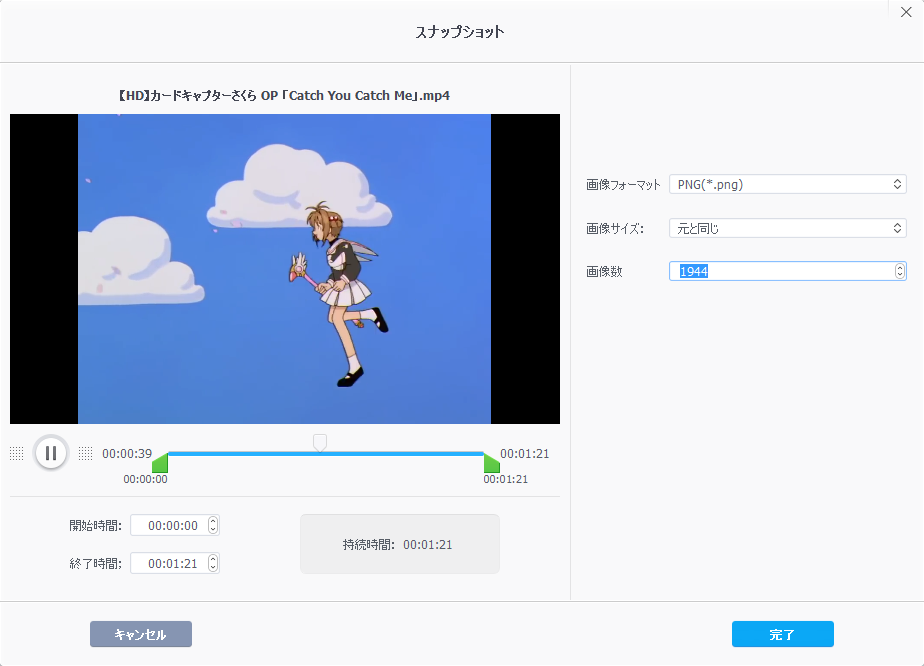 スナップショット
【HD】カードキャプターさくら OP 「Catch You Catch Me」.mp4
画像フォーマット PNG(*.png)
画像サイズ: 元と同じ
画像数 1944
00:00:39 00:01:21
00:00:00 00:01:21
開始時間: 00:00:00
持続時間: 00:01:21
終了時間: 00:01:21
キャンセル 完了